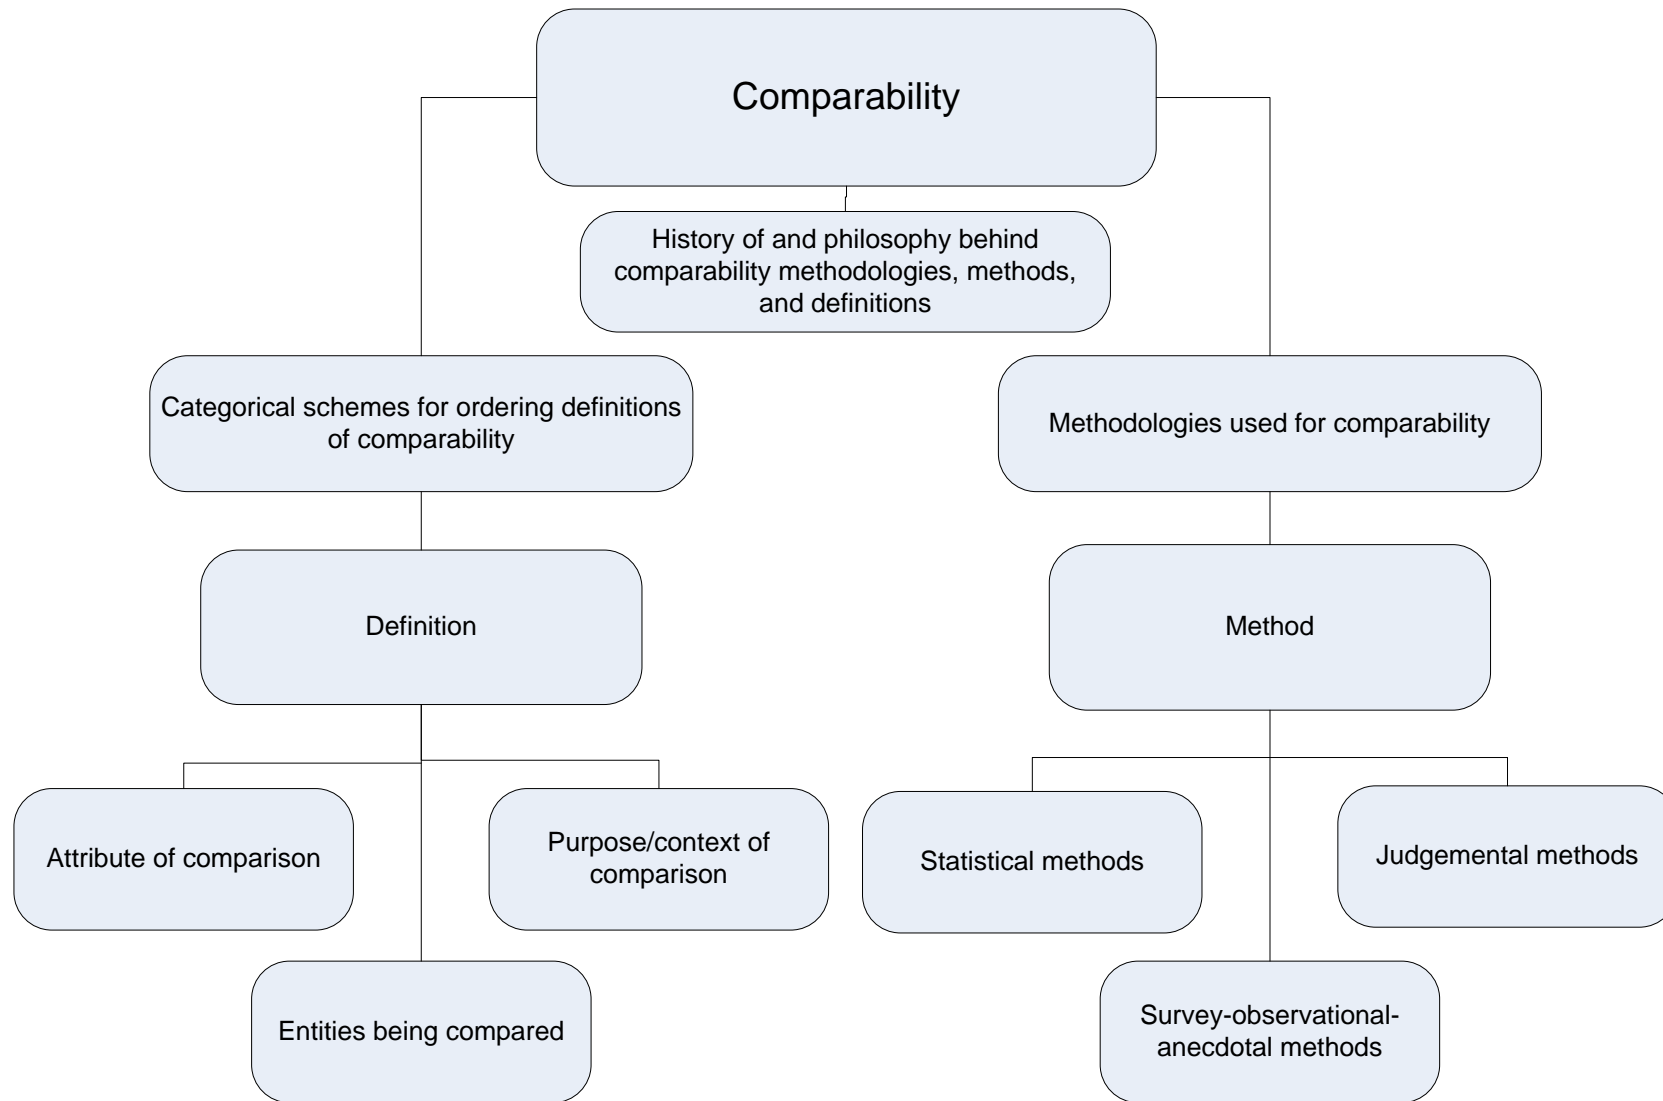 Comparability
History of and philosophy behind
comparability methodologies, methods,
and definitions
Categorical schemes for ordering definitions
of comparability
Methodologies used for comparability
Definition
Method
Attribute of comparison
Purpose/context of
comparison
Statistical methods
Judgemental methods
Entities being compared
Survey-observational-
anecdotal methods